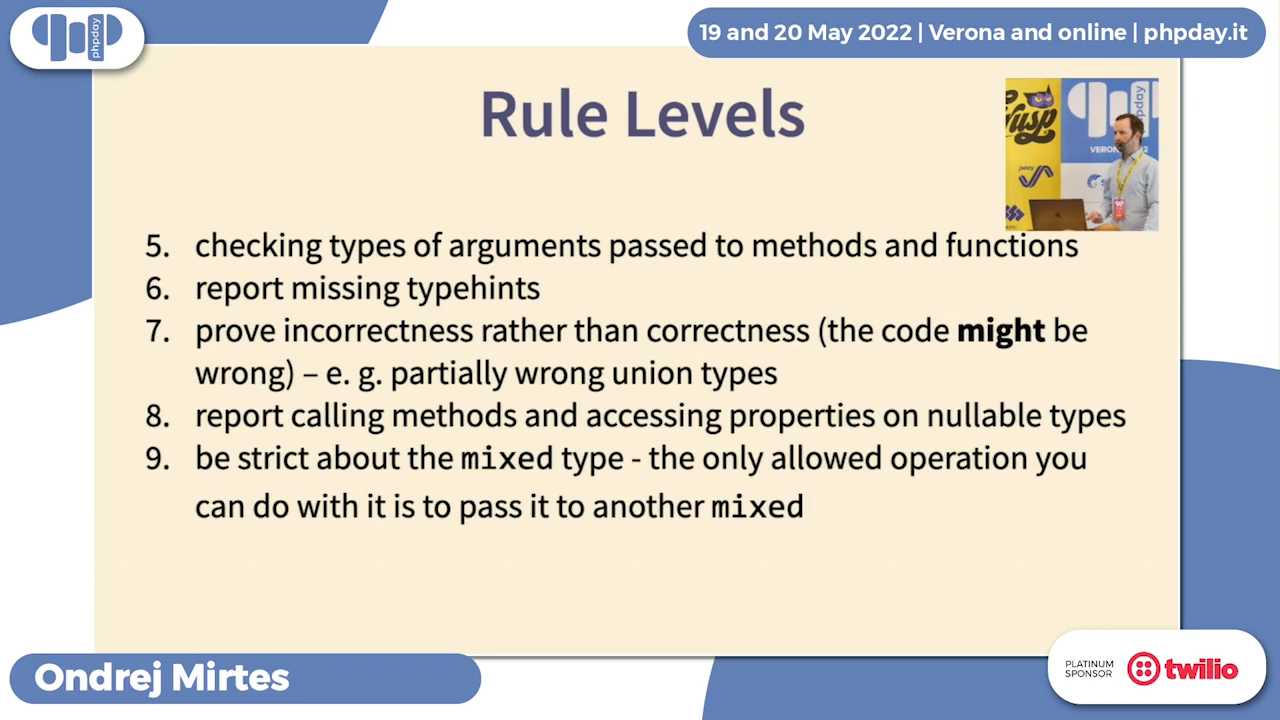 phpday
19 and 20 May 2022 | Verona and online | phpday.it
Rule Levels
5. checking types of arguments passed to methods and functions
6. report missing typehints
7. prove incorrectness rather than correctness (the code might be
wrong) – e. g. partially wrong union types
8. report calling methods and accessing properties on nullable types
9. be strict about the mixed type - the only allowed operation you
can do with it is to pass it to another mixed
Ondrej Mirtes
PLATINUM
SPONSOR
twilio